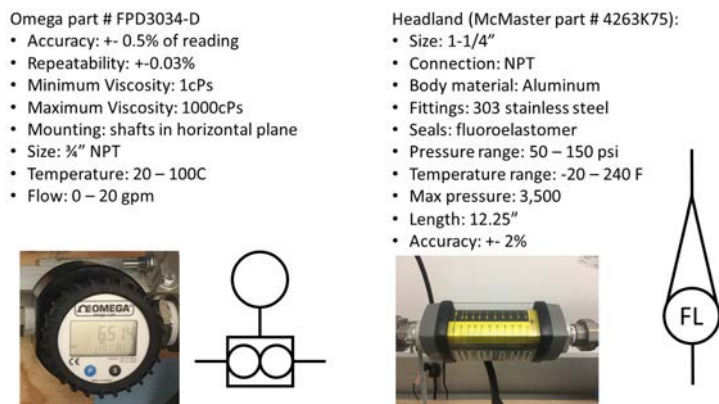 Omega part # FPD3034-D
• Accuracy: +- 0.5% of reading
• Repeatability: +-0.03%
• Minimum Viscosity: 1cPs
• Maximum Viscosity: 1000cPs
• Mounting: shafts in horizontal plane
• Size: ¾” NPT
• Temperature: 20 – 100C
• Flow: 0 – 20 gpm
Headland (McMaster part # 4263K75):
• Size: 1-1/4”
• Connection: NPT
• Body material: Aluminum
• Fittings: 303 stainless steel
• Seals: fluoroelastomer
• Pressure range: 50 – 150 psi
• Temperature range: -20 – 240 F
• Max pressure: 3,500
• Length: 12.25”
• Accuracy: +- 2%
ΩOMEGA
omega.com
FL